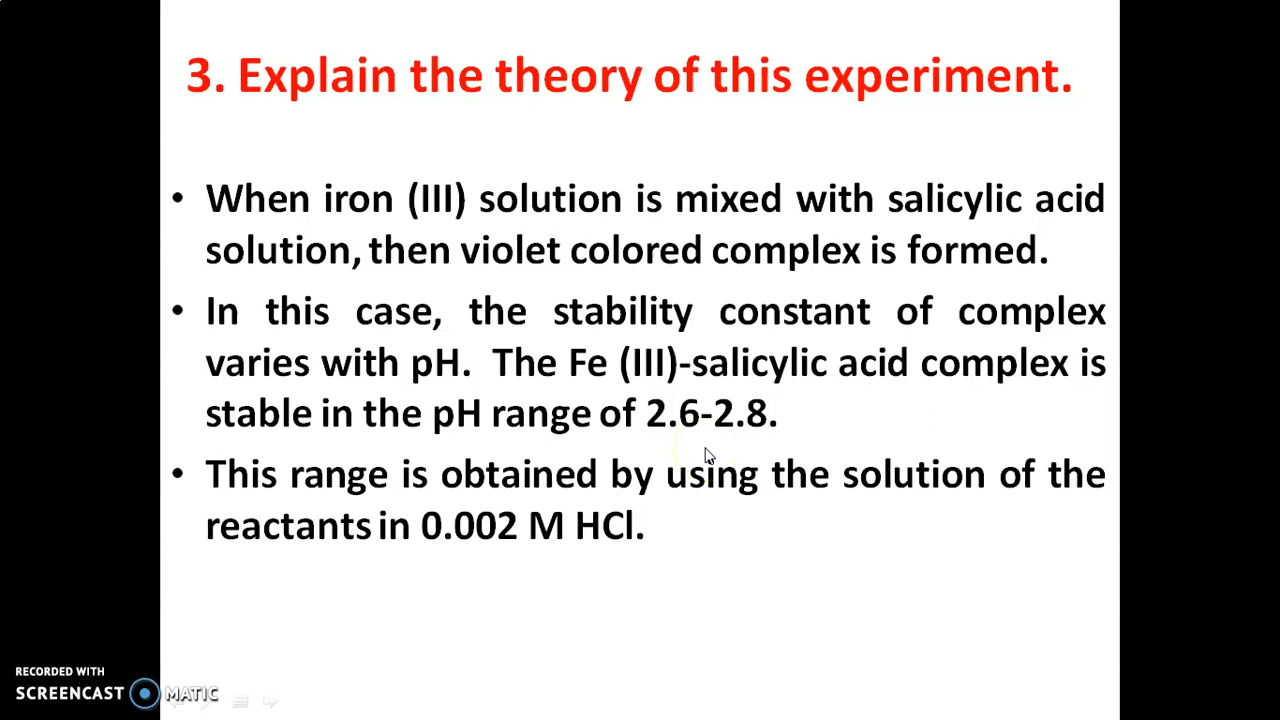 3. Explain the theory of this experiment.
• When iron (III) solution is mixed with salicylic acid
solution, then violet colored complex is formed.
• In this case, the stability constant of complex
varies with pH. The Fe (III)-salicylic acid complex is
stable in the pH range of 2.6-2.8.
• This range is obtained by using the solution of the
reactants in 0.002 M HCl.
RECORDED WITH
SCREENCAST MATIC